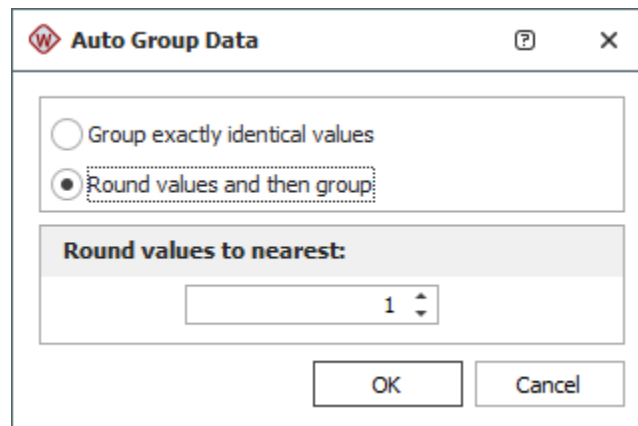 W Auto Group Data
Group exactly identical values
Round values and then group
Round values to nearest:
1
OK Cancel